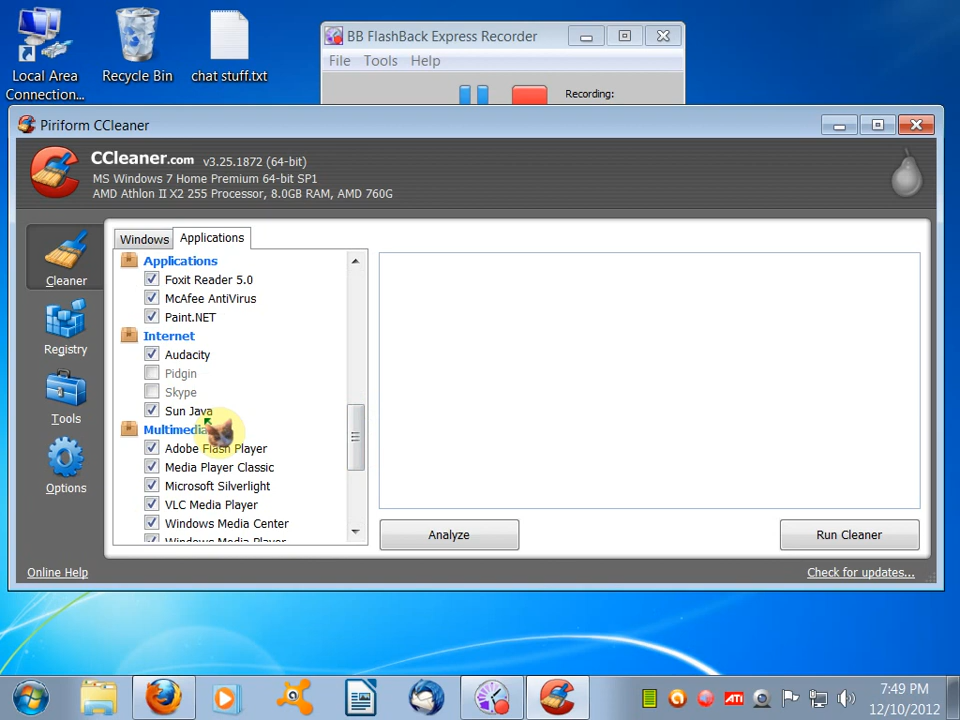 Local Area
Connection...
Recycle Bin
chat stuff.txt
BB FlashBack Express Recorder
File Tools Help
Recording:
Piriform CCleaner
CCleaner.com v3.25.1872 (64-bit)
MS Windows 7 Home Premium 64-bit SP1
AMD Athlon II X2 255 Processor, 8.0GB RAM, AMD 760G
Cleaner
Registry
Tools
Options
Windows Applications
Applications
Foxit Reader 5.0
McAfee AntiVirus
Paint.NET
Internet
Audacity
Pidgin
Skype
Sun Java
Multimedia
Adobe Flash Player
Media Player Classic
Microsoft Silverlight
VLC Media Player
Windows Media Center
Windows Media Player
Analyze
Run Cleaner
Online Help
Check for updates...
ATI
7:49 PM
12/10/2012